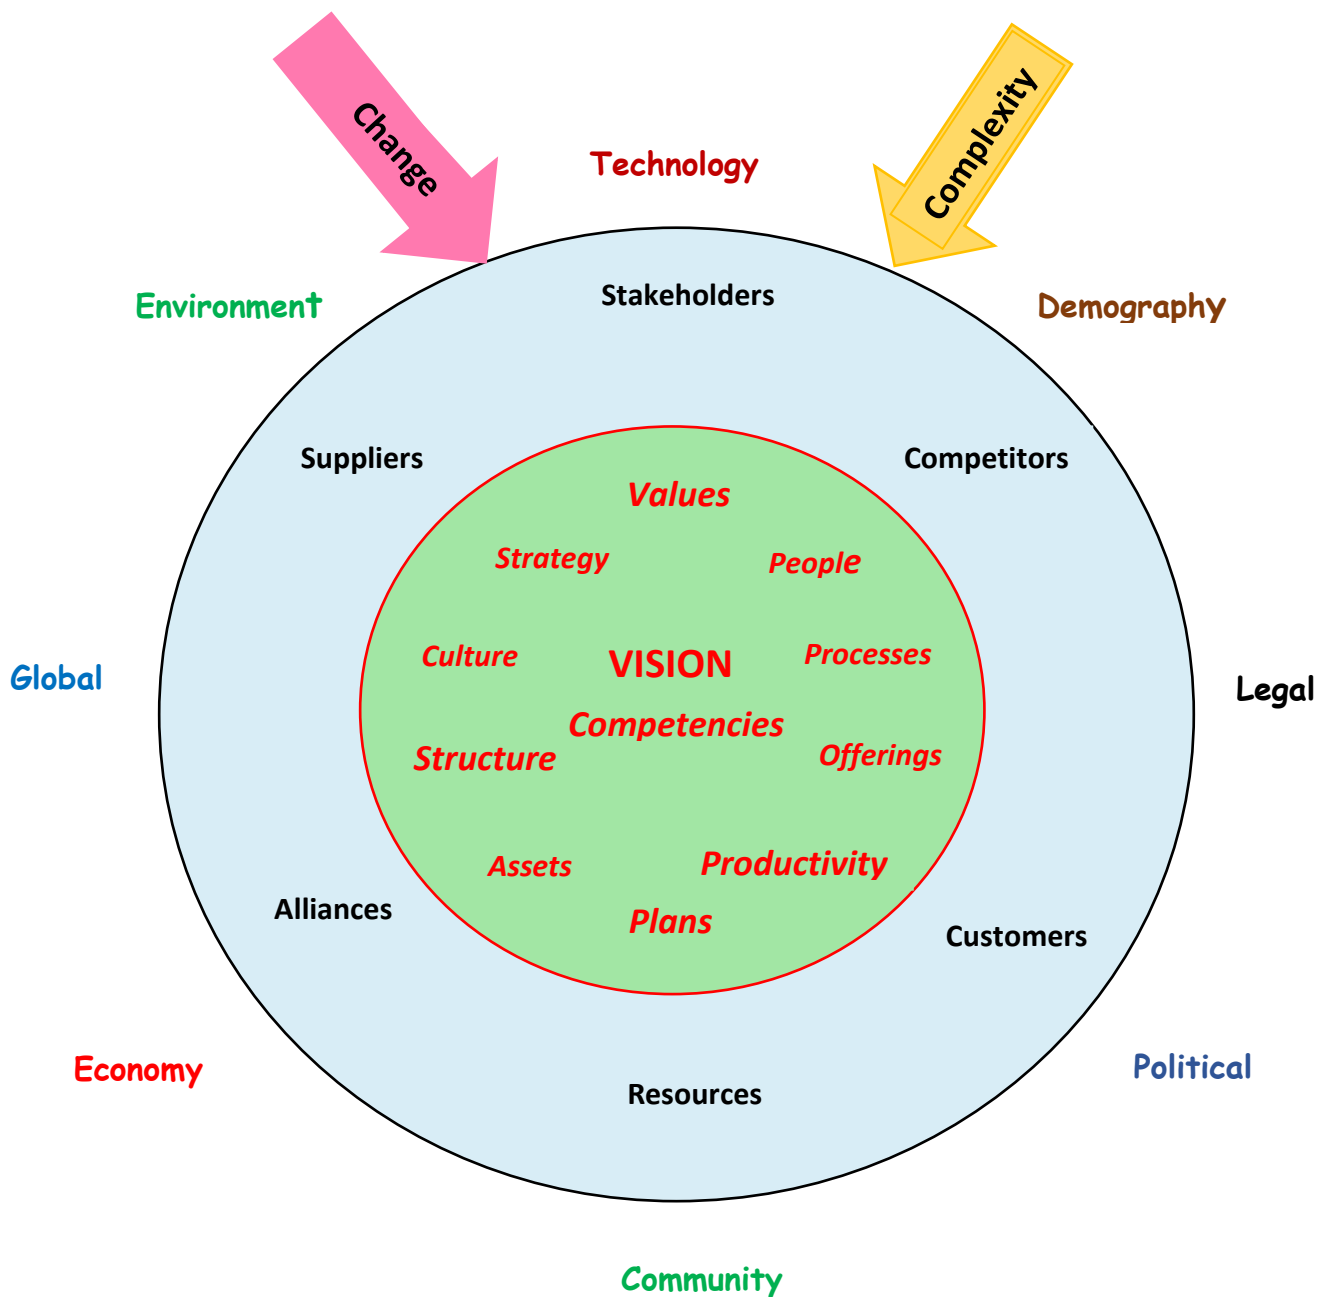 Change
Complexity
Technology
Environment
Stakeholders
Demography
Suppliers
Competitors
Values
Strategy
People
Culture
VISION
Processes
Global
Legal
Competencies
Structure
Offerings
Assets
Productivity
Alliances
Plans
Customers
Economy
Political
Resources
Community